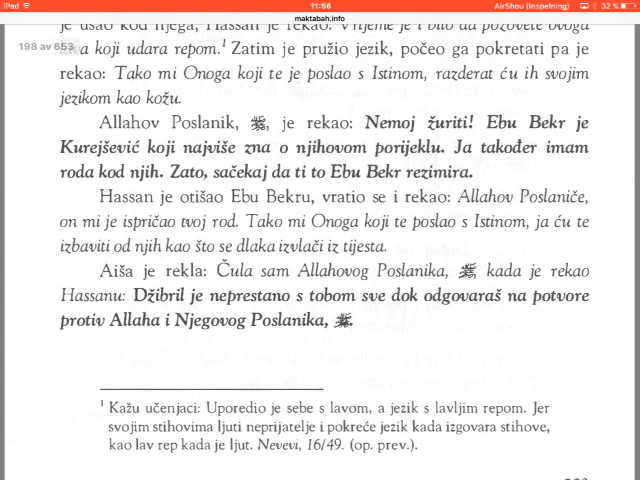 iPad 11:56 AirShou (Inspelning) 32 %
maktabah.info
je ušao kod njega, Hassan je rekao: Vrijeme je i bilo da pozovete ovoga
198 av 653
koji udara repom.¹ Zatim je pružio jezik, počeo ga pokretati pa je
rekao: Tako mi Onoga koji te je poslao s Istinom, razderat ću ih svojim
jezikom kao kožu.
Allahov Poslanik, ﷺ, je rekao: Nemoj žuriti! Ebu Bekr je
Kurejšević koji najviše zna o njihovom porijeklu. Ja također imam
roda kod njih. Zato, sačekaj da ti to Ebu Bekr rezimira.
Hassan je otišao Ebu Bekru, vratio se i rekao: Allahov Poslaniče,
on mi je ispričao tvoj rod. Tako mi Onoga koji te je poslao s Istinom, ja ću te
izbaviti od njih kao što se dlaka izvlači iz tijesta.
Aiša je rekla: Čula sam Allahovog Poslanika, ﷺ kada je rekao
Hassanu: Džibril je neprestano s tobom sve dok odgovaraš na potvore
protiv Allaha i Njegovog Poslanika, ﷺ.
¹ Kažu učenjaci: Uporedio je sebe s lavom, a jezik s lavljim repom. Jer
svojim stihovima ljuti neprijatelje i pokreće jezik kada izgovara stihove,
kao lav rep kada je ljut. Nevevi, 16/49. (op. prev.).